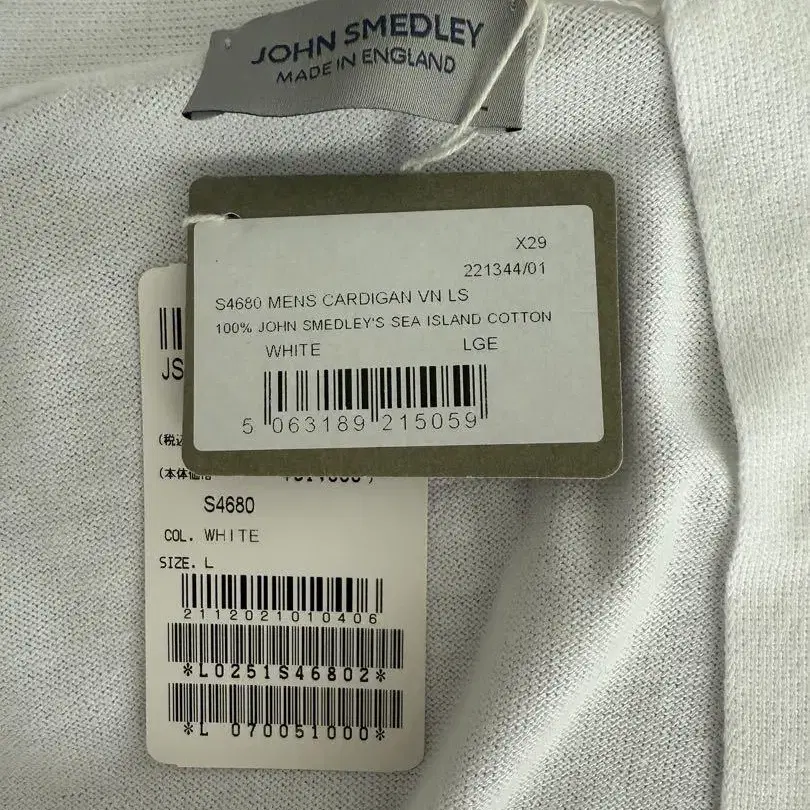 JOHN SMEDLEY
MADE IN ENGLAND
X29
221344/01
S4680 MENS CARDIGAN VN LS
100% JOHN SMEDLEY'S SEA ISLAND COTTON
WHITE LGE
5 063189 215059
JS
(税込
(本体価格
S4680
COL. WHITE
SIZE. L
2112021010406
*L0251S46802*
*L 070051000*